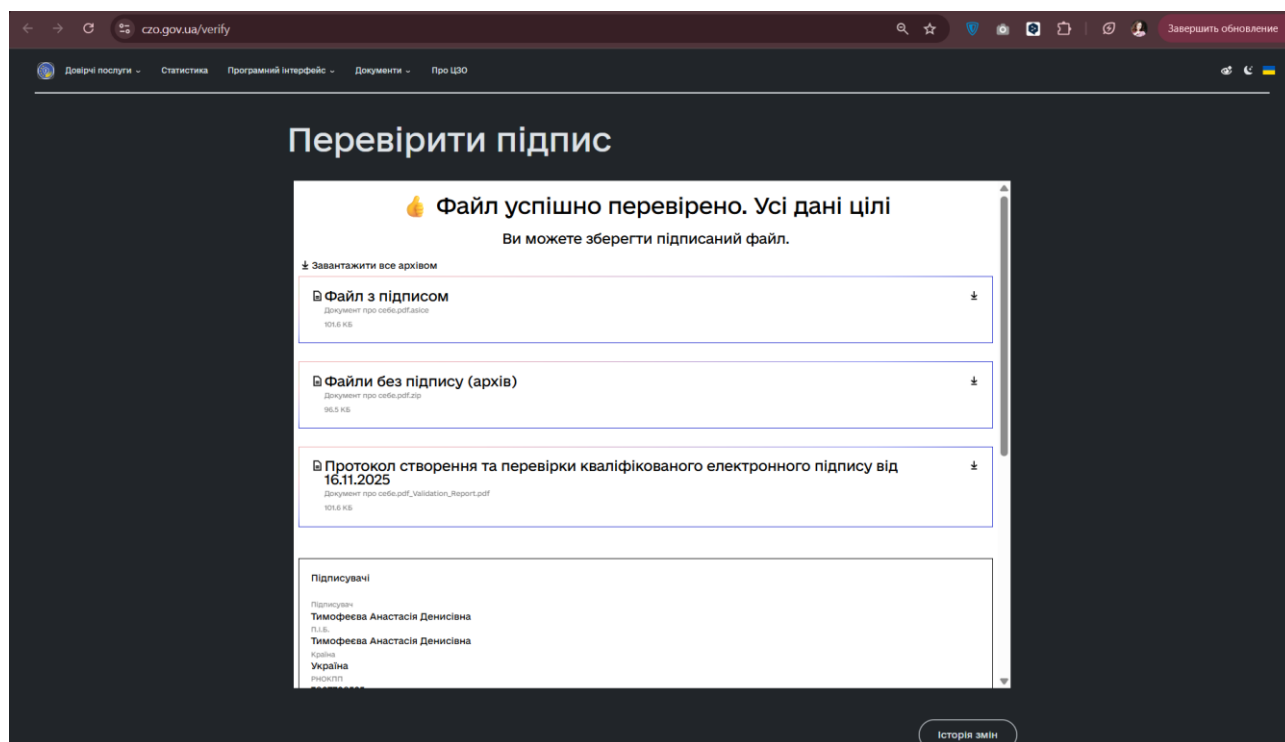 czo.gov.ua/verify
Завершить обновление
Довірчі послуги
Статистика
Програмний інтерфейс
Документи
Про ЦЗО
Перевірити підпис
👍 Файл успішно перевірено. Усі дані цілі
Ви можете зберегти підписаний файл.
Завантажити все архівом
Файл з підписом
Документ про себе.pdf.asice
101.6 КБ
Файли без підпису (архів)
Документ про себе.pdf.zip
96.5 КБ
Протокол створення та перевірки кваліфікованого електронного підпису від
16.11.2025
Документ про себе.pdf_Validation_Report.pdf
101.6 КБ
Підписувачі
Підписувач
Тимофеєва Анастасія Денисівна
П.І.Б.
Тимофеєва Анастасія Денисівна
Країна
Україна
РНОКПП
Історія змін